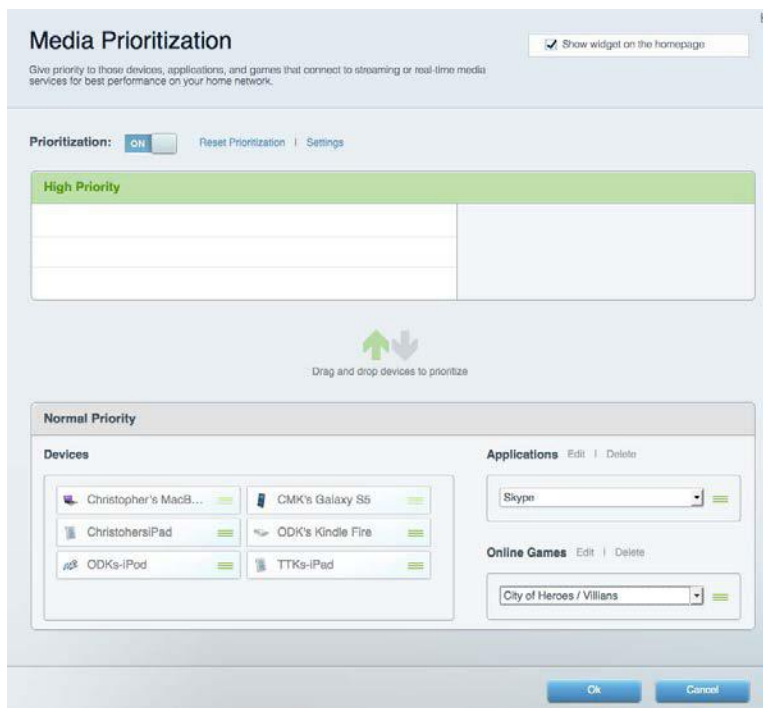 Media Prioritization
Show widget on the homepage
Give priority to those devices, applications, and games that connect to streaming or real-time media
services for best performance on your home network.
Prioritization: ON Reset Prioritization | Settings
High Priority
Drag and drop devices to prioritize
Normal Priority
Devices
Christopher's MacB...
CMK's Galaxy S5
ChristohersiPad
ODK's Kindle Fire
ODKs-iPod
TTKs-iPad
Applications Edit | Delete
Skype
Online Games Edit | Delete
City of Heroes / Villians
Ok Cancel